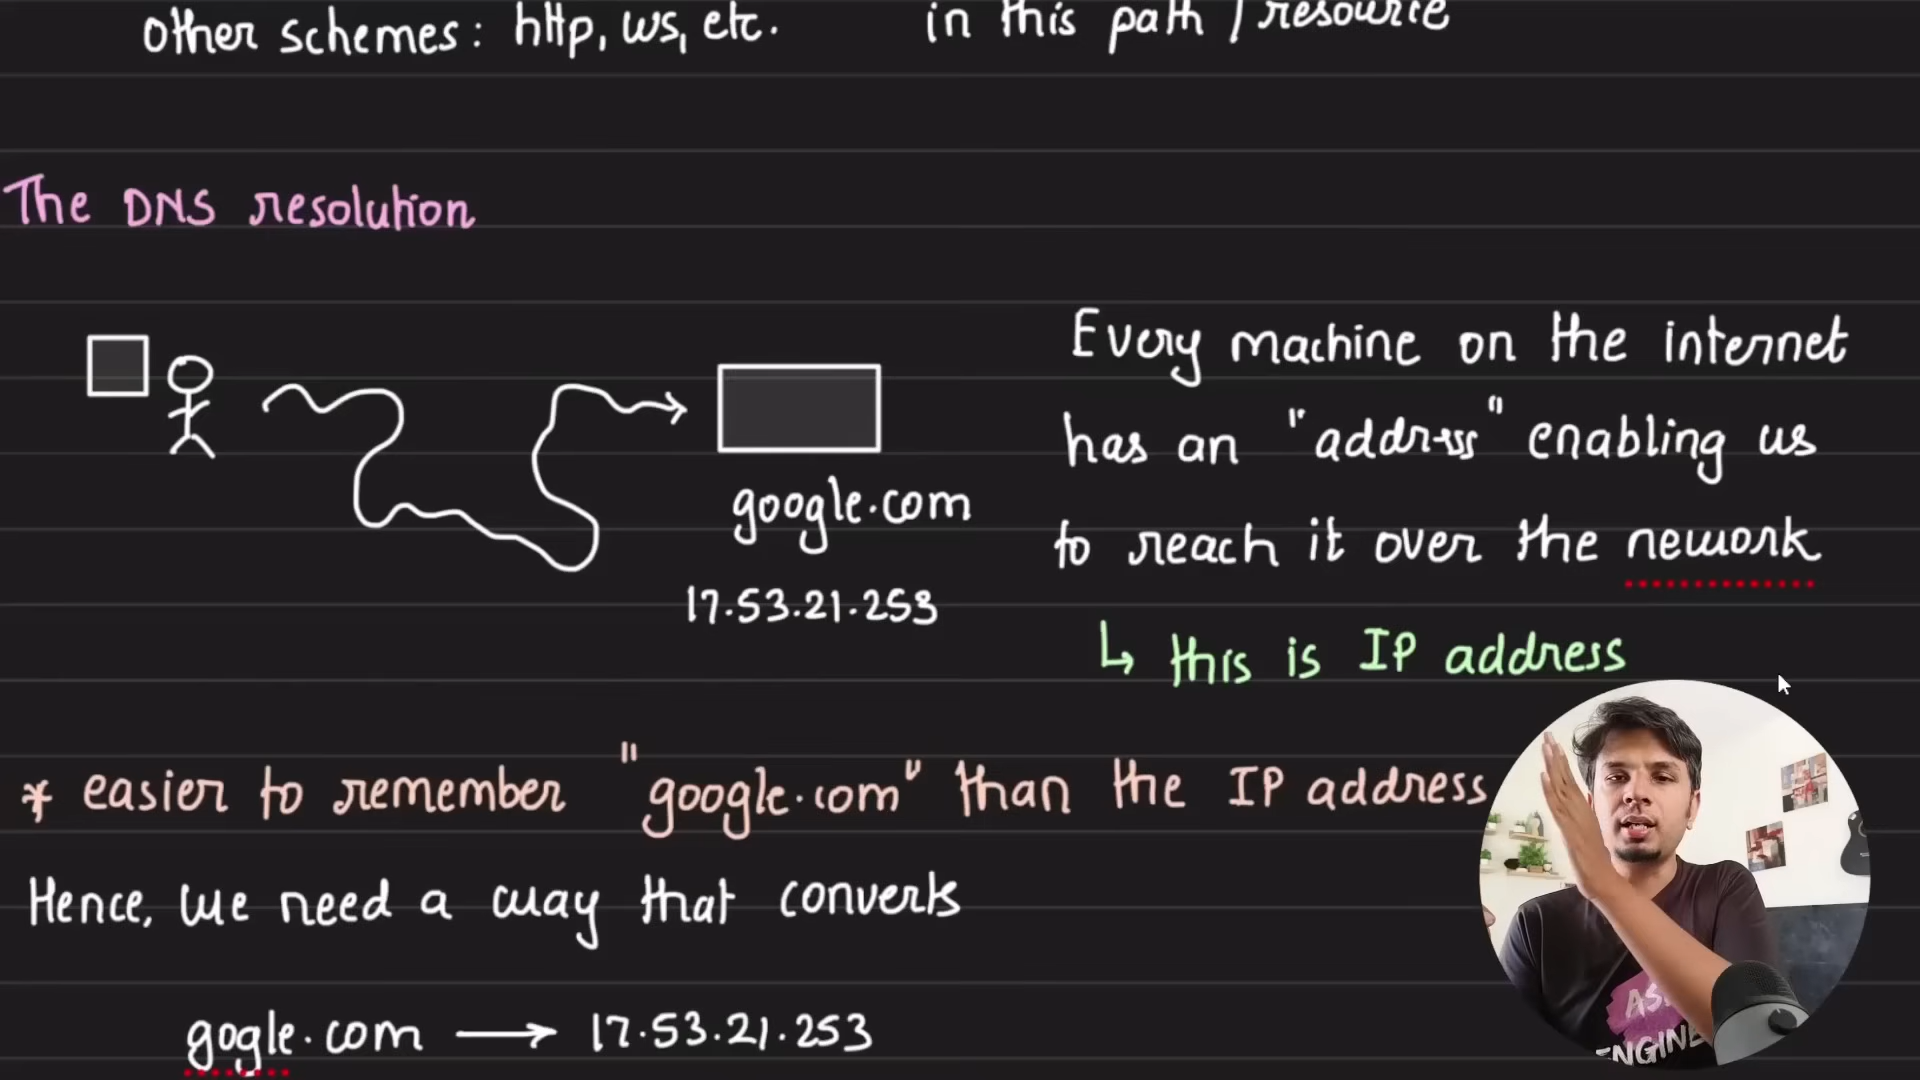 other schemes: http, ws, etc.
in this path / resource
The DNS resolution
Every machine on the internet
has an "address" enabling us
to reach it over the nework
↳ this is IP address
google.com
17.53.21.253
* easier to remember "google.com" than the IP address
Hence, we need a way that converts
gogle.com → 17.53.21.253
ENGINE